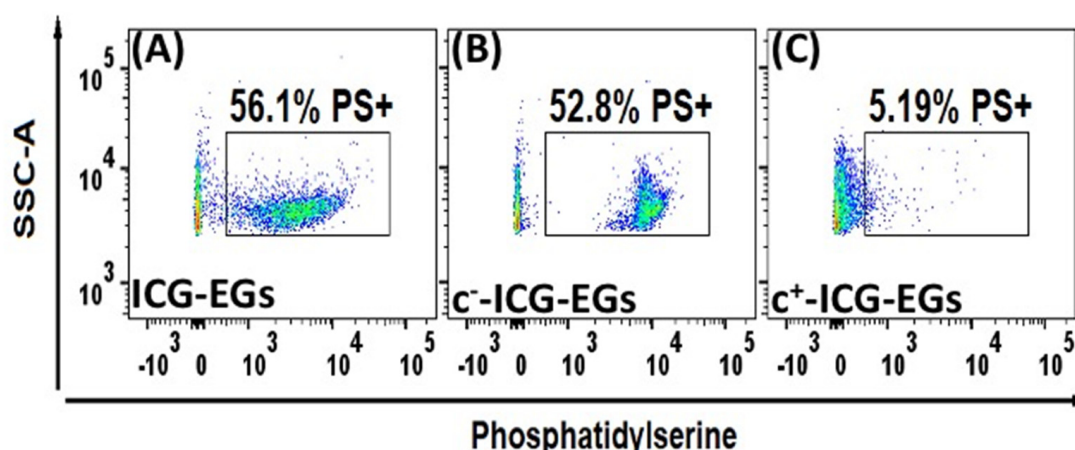 (A) (B) (C)
56.1% PS+ 52.8% PS+ 5.19% PS+
SSC-A
10^5
10^4
10^3
ICG-EGs c^- -ICG-EGs c^+ -ICG-EGs
-10^3 0 10^3 10^4 10^5 -10^3 0 10^3 10^4 10^5 -10^3 0 10^3 10^4 10^5
Phosphatidylserine